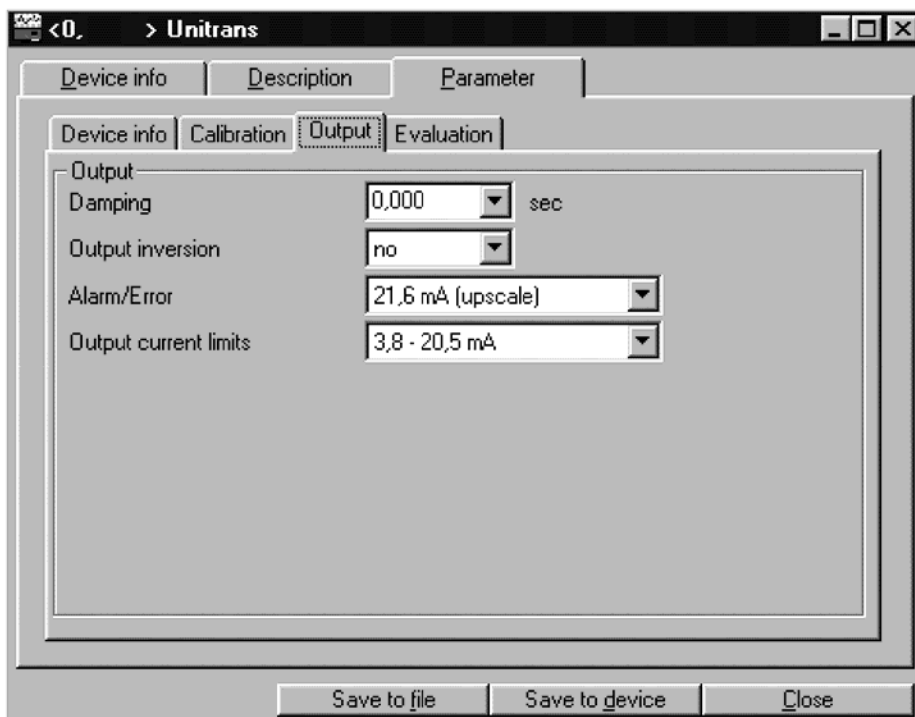 <0,      > Unitrans
Device info Description Parameter
Device info Calibration Output Evaluation
Output
Damping 0,000 sec
Output inversion no
Alarm/Error 21,6 mA (upscale)
Output current limits 3,8 - 20,5 mA
Save to file Save to device Close